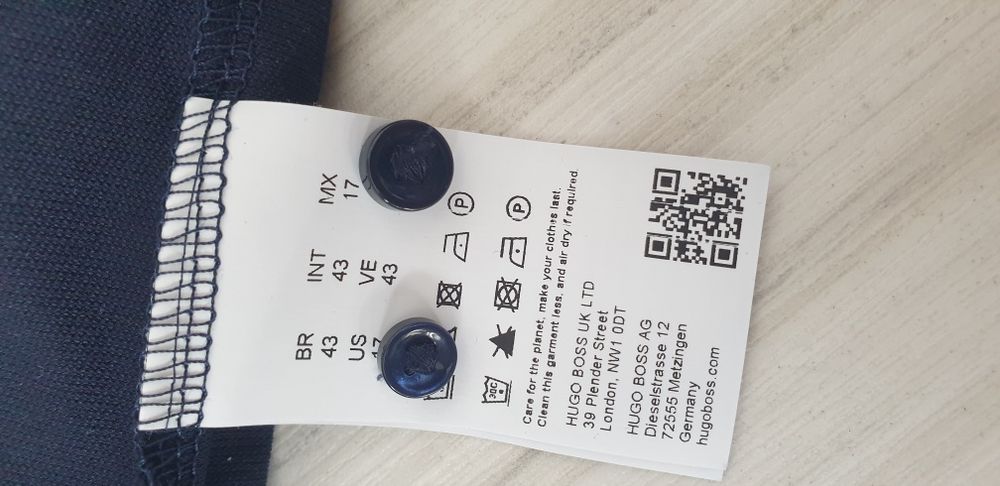 BR INT MX
43 43 17
US VE
17 43
P
30C P
Care for the planet, make your clothes last.
Clean this garment less, and air dry if required.
HUGO BOSS UK LTD
39 Plender Street
London, NW1 0DT
HUGO BOSS AG
Dieselstrasse 12
72555 Metzingen
Germany
hugoboss.com